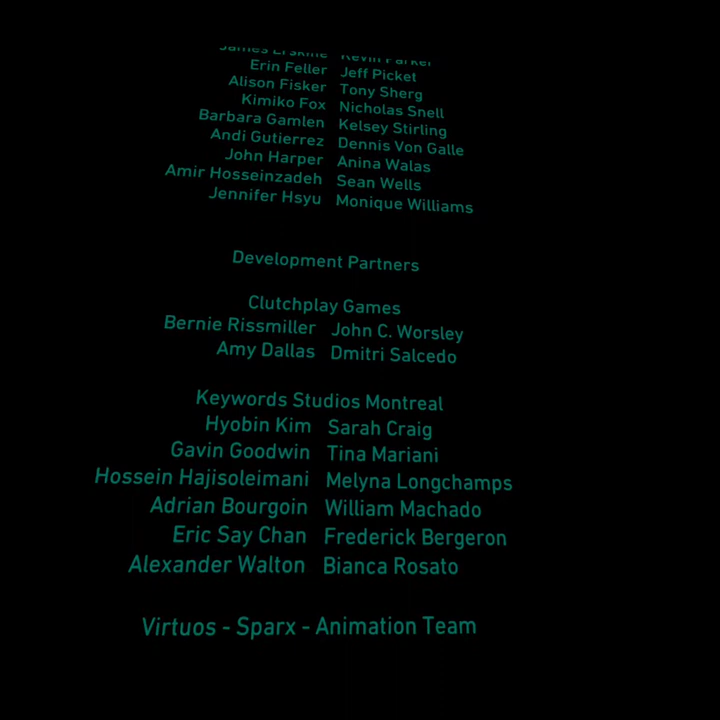 James Erskine Kevin Parker
Erin Feller Jeff Picket
Alison Fisker Tony Sherg
Kimiko Fox Nicholas Snell
Barbara Gamlen Kelsey Stirling
Andi Gutierrez Dennis Von Galle
John Harper Anina Walas
Amir Hosseinzadeh Sean Wells
Jennifer Hsyu Monique Williams
Development Partners
Clutchplay Games
Bernie Rissmiller John C. Worsley
Amy Dallas Dmitri Salcedo
Keywords Studios Montreal
Hyobin Kim Sarah Craig
Gavin Goodwin Tina Mariani
Hossein Hajisoleimani Melyna Longchamps
Adrian Bourgoin William Machado
Eric Say Chan Frederick Bergeron
Alexander Walton Bianca Rosato
Virtuos - Sparx - Animation Team